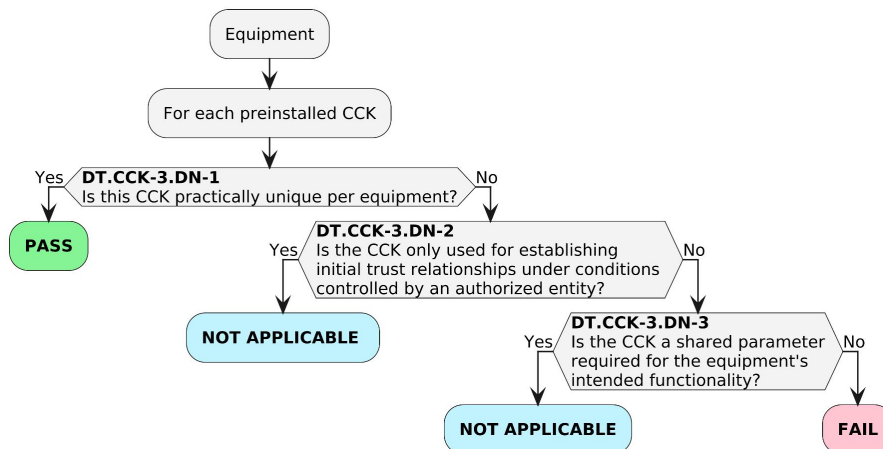 Equipment
For each preinstalled CCK
Yes
DT.CCK-3.DN-1
Is this CCK practically unique per equipment?
No
PASS
Yes
DT.CCK-3.DN-2
Is the CCK only used for establishing
initial trust relationships under conditions
controlled by an authorized entity?
No
NOT APPLICABLE
Yes
DT.CCK-3.DN-3
Is the CCK a shared parameter
required for the equipment's
intended functionality?
No
NOT APPLICABLE
FAIL